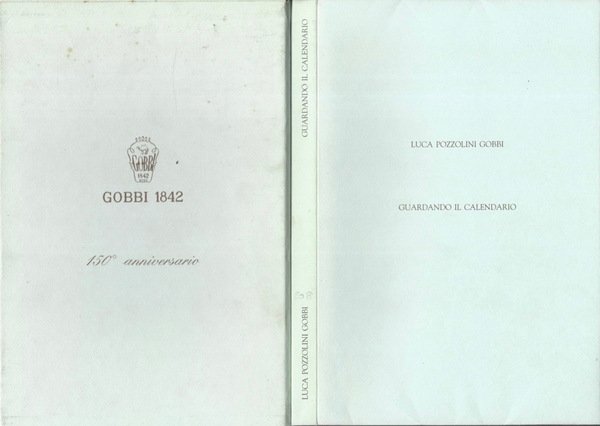 GOBBI
1842
GOBBI 1842
150° anniversario
GUARDANDO IL CALENDARIO
LUCA POZZOLINI GOBBI
LUCA POZZOLINI GOBBI
GUARDANDO IL CALENDARIO